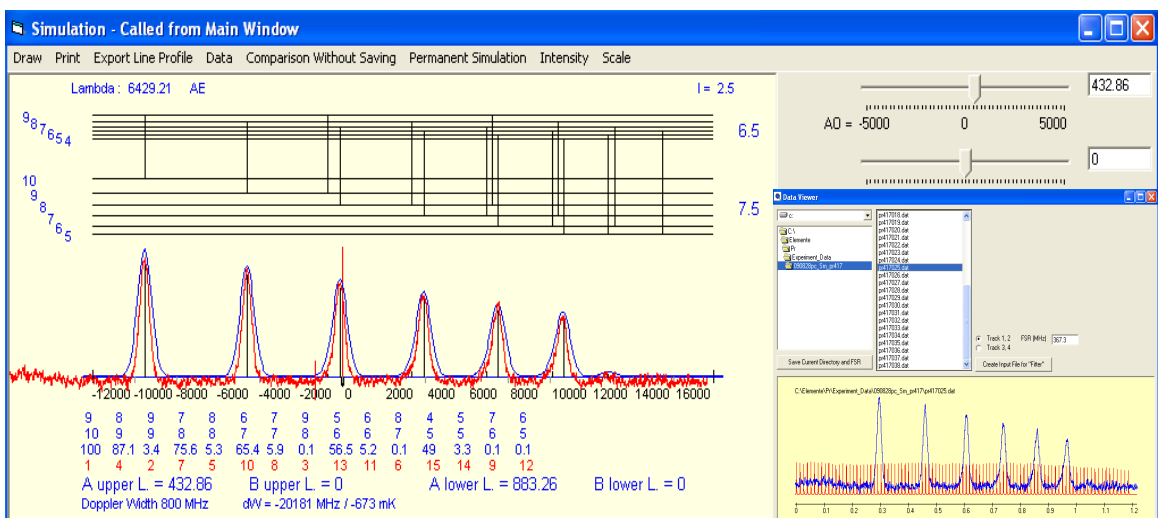 Simulation - Called from Main Window
Draw Print Export Line Profile Data Comparison Without Saving Permanent Simulation Intensity Scale
Lambda : 6429.21 AE I = 2.5
432.86
AO = -5000 0 5000
0
9 8 7 6 5 4 6.5
10 9 8 7 6 5 7.5
-12000 -10000 -8000 -6000 -4000 -2000 0 2000 4000 6000 8000 10000 12000 14000 16000
9 8 9 7 8 6 7 9 5 6 8 4 5 7 6
10 9 9 8 8 7 7 8 6 6 7 5 5 6 5
100 87.1 3.4 75.6 5.3 65.4 5.9 0.1 56.5 5.2 0.1 49 3.3 0.1 0.1
1 4 2 7 5 10 8 3 13 11 6 15 14 9 12
A upper L. = 432.86 B upper L. = 0 A lower L. = 883.26 B lower L. = 0
Doppler Width 800 MHz dW = -20181 MHz / -673 mK
Data Viewer
c:
C:\
Elemente
Pr
Experiment_Data
090828pc_5m_pr417
pr417018.dat
pr417019.dat
pr417020.dat
pr417021.dat
pr417022.dat
pr417023.dat
pr417024.dat
pr417025.dat
pr417026.dat
pr417027.dat
pr417028.dat
pr417029.dat
pr417030.dat
pr417031.dat
pr417032.dat
pr417033.dat
pr417034.dat
pr417035.dat
pr417036.dat
pr417037.dat
pr417038.dat
Track 1, 2 FSR (MHz) 367.3
Track 3, 4
Save Current Directory and FSR
Create Input File for "Filter"
C:\Elemente\Pr\Experiment_Data\090828pc_5m_pr417\pr417025.dat
0 0.1 0.2 0.3 0.4 0.5 0.6 0.7 0.8 0.9 1.0 1.1 1.2